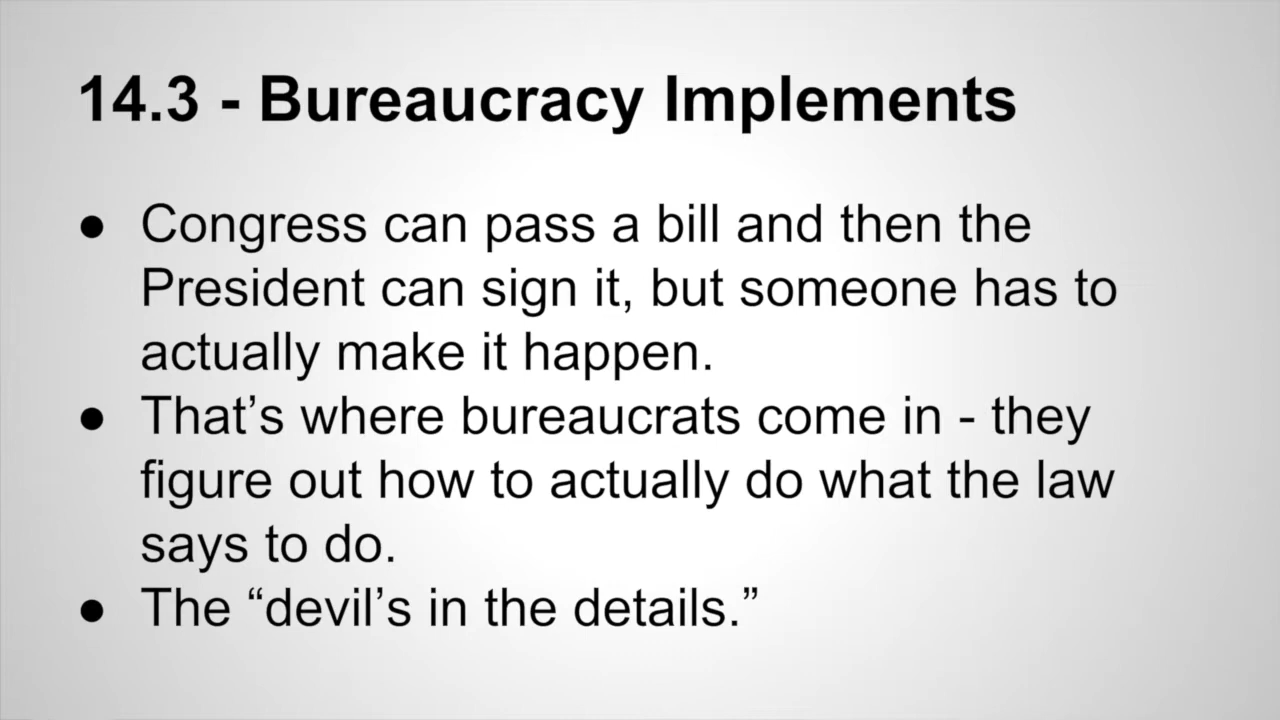 14.3 - Bureaucracy Implements
● Congress can pass a bill and then the
President can sign it, but someone has to
actually make it happen.
● That’s where bureaucrats come in - they
figure out how to actually do what the law
says to do.
● The “devil’s in the details.”